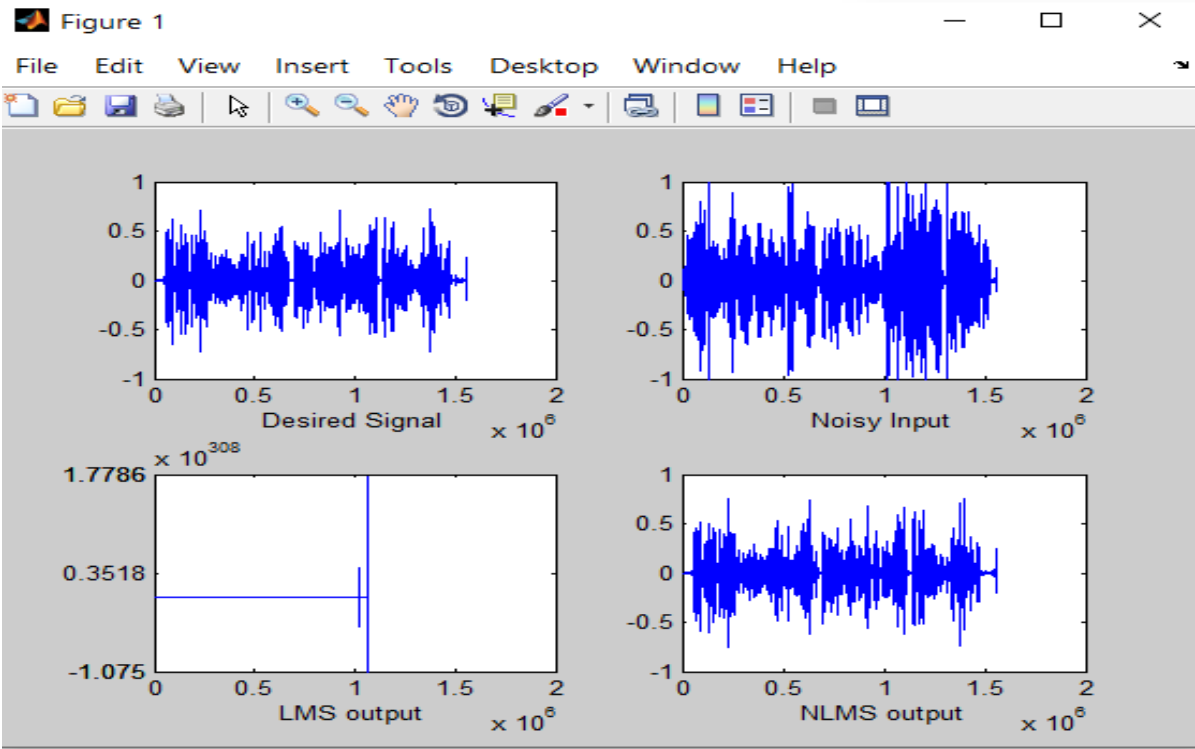 Figure 1
File Edit View Insert Tools Desktop Window Help
1
0.5
0
-0.5
-1
0 0.5 1 1.5 2
Desired Signal
x 10^6
1
0.5
0
-0.5
-1
0 0.5 1 1.5 2
Noisy Input
x 10^6
x 10^308
1.7786
0.3518
-1.075
0 0.5 1 1.5 2
LMS output
x 10^6
1
0.5
0
-0.5
-1
0 0.5 1 1.5 2
NLMS output
x 10^6